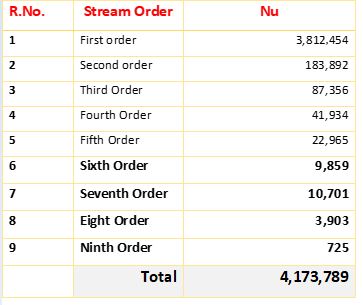 R.No. Stream Order Nu
1 First order 3,812,454
2 Second order 183,892
3 Third Order 87,356
4 Fourth Order 41,934
5 Fifth Order 22,965
6 Sixth Order 9,859
7 Seventh Order 10,701
8 Eight Order 3,903
9 Ninth Order 725
Total 4,173,789